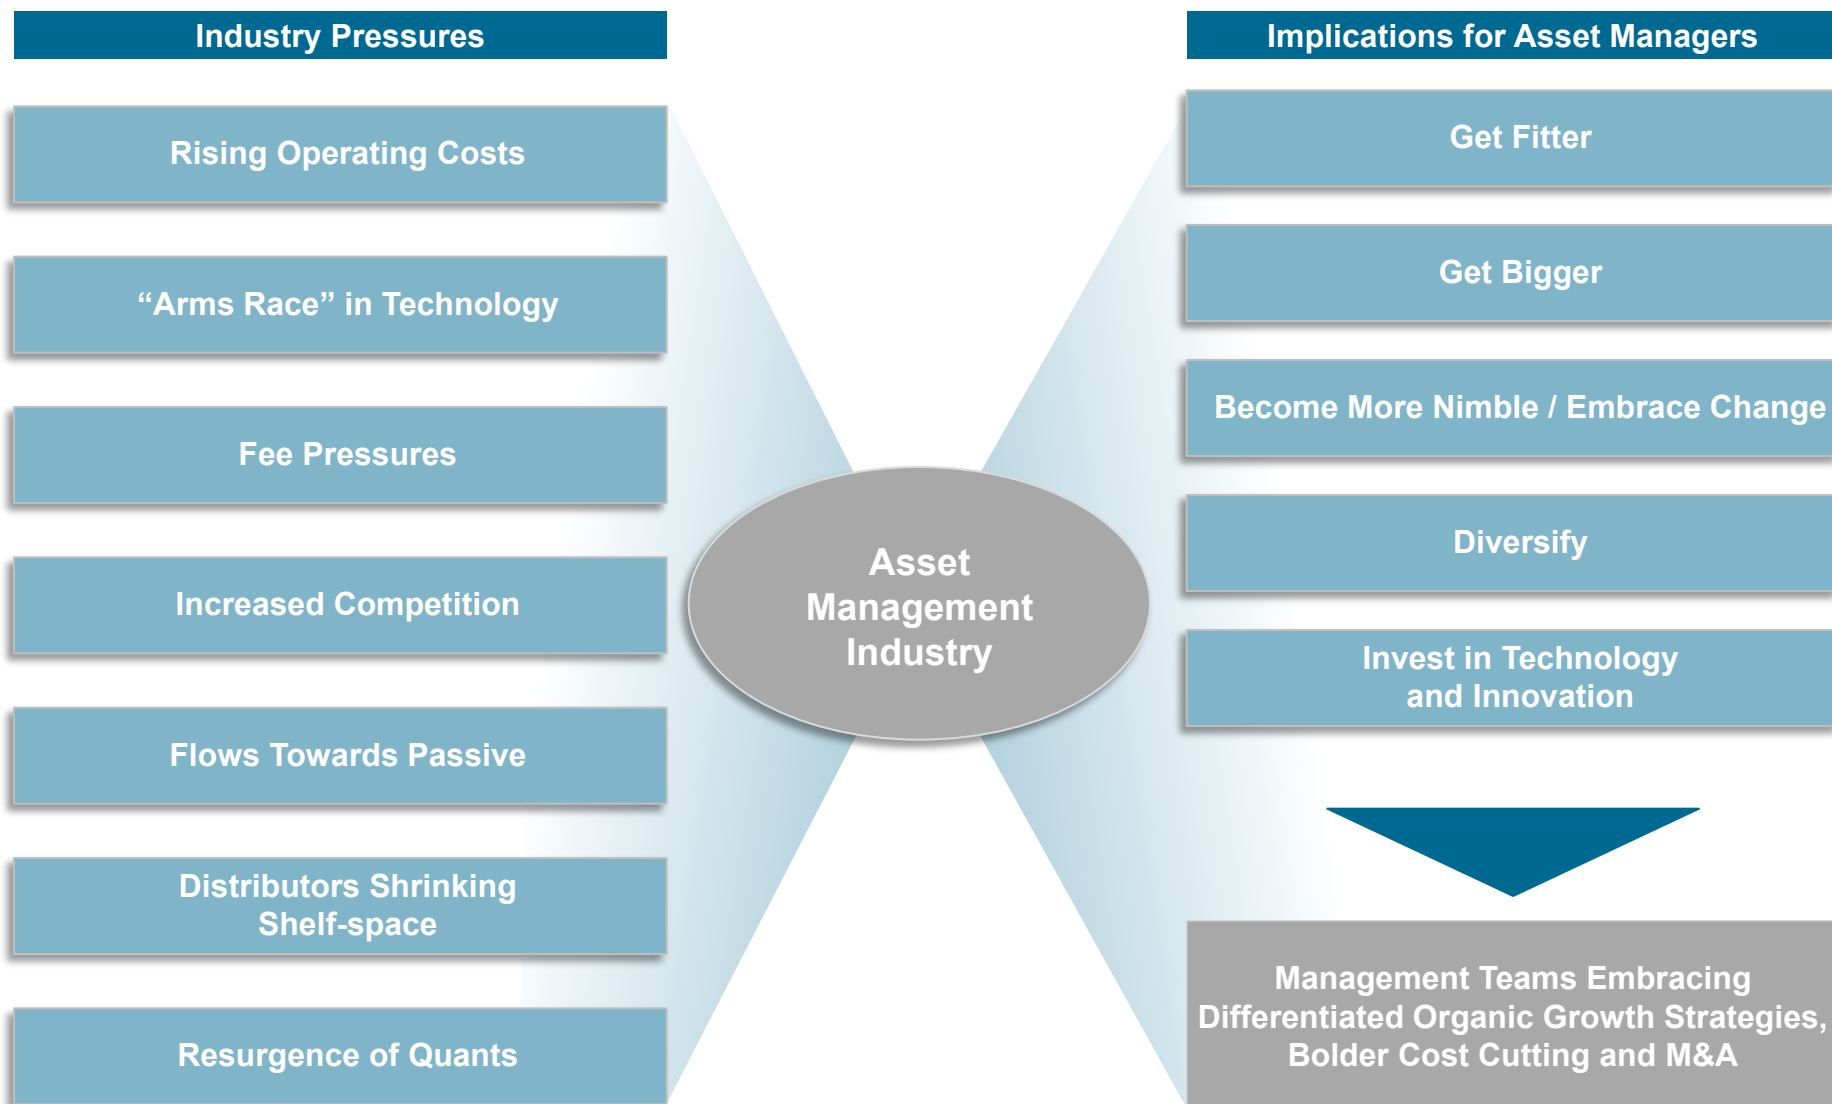 Industry Pressures
Rising Operating Costs
“Arms Race” in Technology
Fee Pressures
Increased Competition
Flows Towards Passive
Distributors Shrinking
Shelf-space
Resurgence of Quants
Asset
Management
Industry
Implications for Asset Managers
Get Fitter
Get Bigger
Become More Nimble / Embrace Change
Diversify
Invest in Technology
and Innovation
Management Teams Embracing
Differentiated Organic Growth Strategies,
Bolder Cost Cutting and M&A